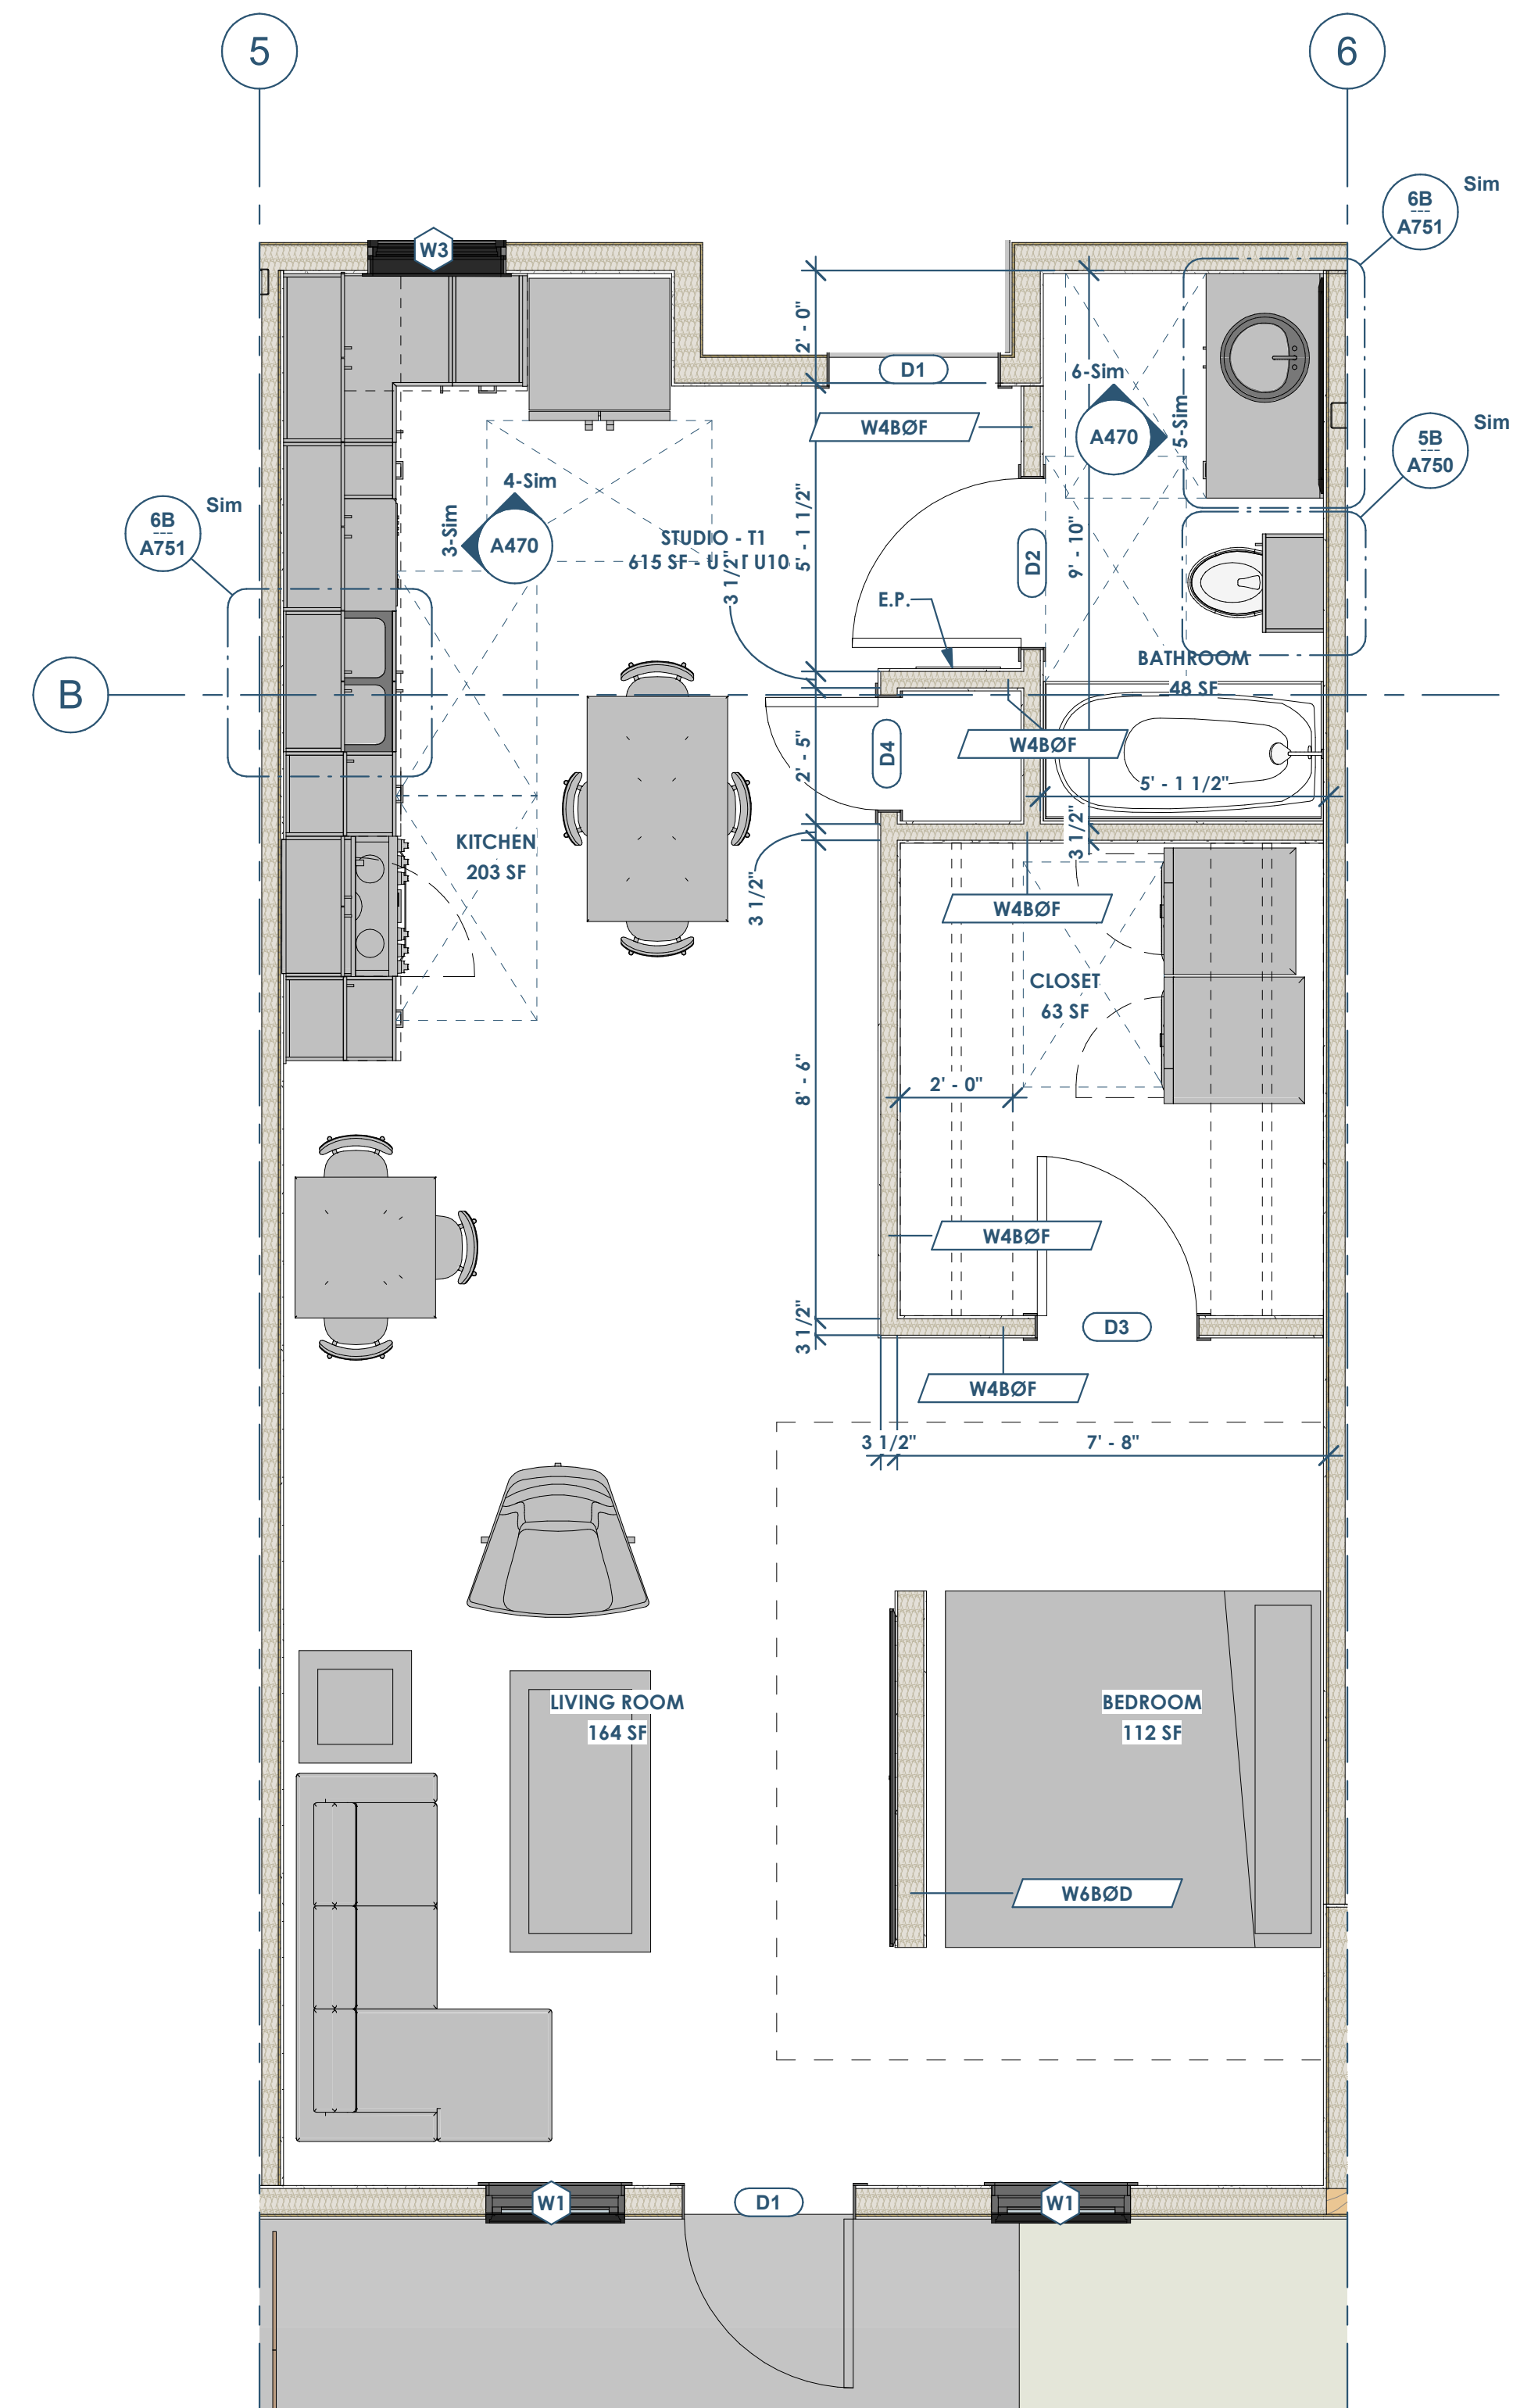 5
6
6B
A751
Sim
W3
2' - 0"
D1
W4BØF
6-Sim
A470
5-Sim
5B
A750
Sim
6B
A751
Sim
4-Sim
3-Sim
A470
STUDIO - T1
615 SF - U
U10
3 1/2"
5' - 1 1/2"
9' - 10"
D2
E.P.
BATHROOM
48 SF
B
W4BØF
D4
2' - 5"
5' - 1 1/2"
3 1/2"
KITCHEN
203 SF
3 1/2"
W4BØF
CLOSET
63 SF
8' - 6"
2' - 0"
W4BØF
3 1/2"
D3
W4BØF
3 1/2"
7' - 8"
LIVING ROOM
164 SF
BEDROOM
112 SF
W6BØD
W1
D1
W1